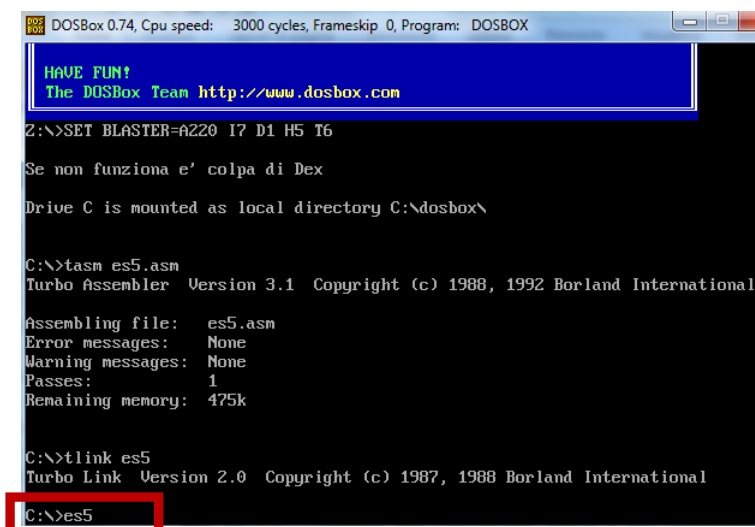 DOS
BOX
DOSBox 0.74, Cpu speed: 3000 cycles, Frameskip 0, Program: DOSBOX
HAVE FUN!
The DOSBox Team http://www.dosbox.com
Z:\>SET BLASTER=A220 I7 D1 H5 T6
Se non funziona e' colpa di Dex
Drive C is mounted as local directory C:\dosbox\
C:\>tasm es5.asm
Turbo Assembler Version 3.1 Copyright (c) 1988, 1992 Borland International
Assembling file: es5.asm
Error messages: None
Warning messages: None
Passes: 1
Remaining memory: 475k
C:\>tlink es5
Turbo Link Version 2.0 Copyright (c) 1987, 1988 Borland International
C:\>es5